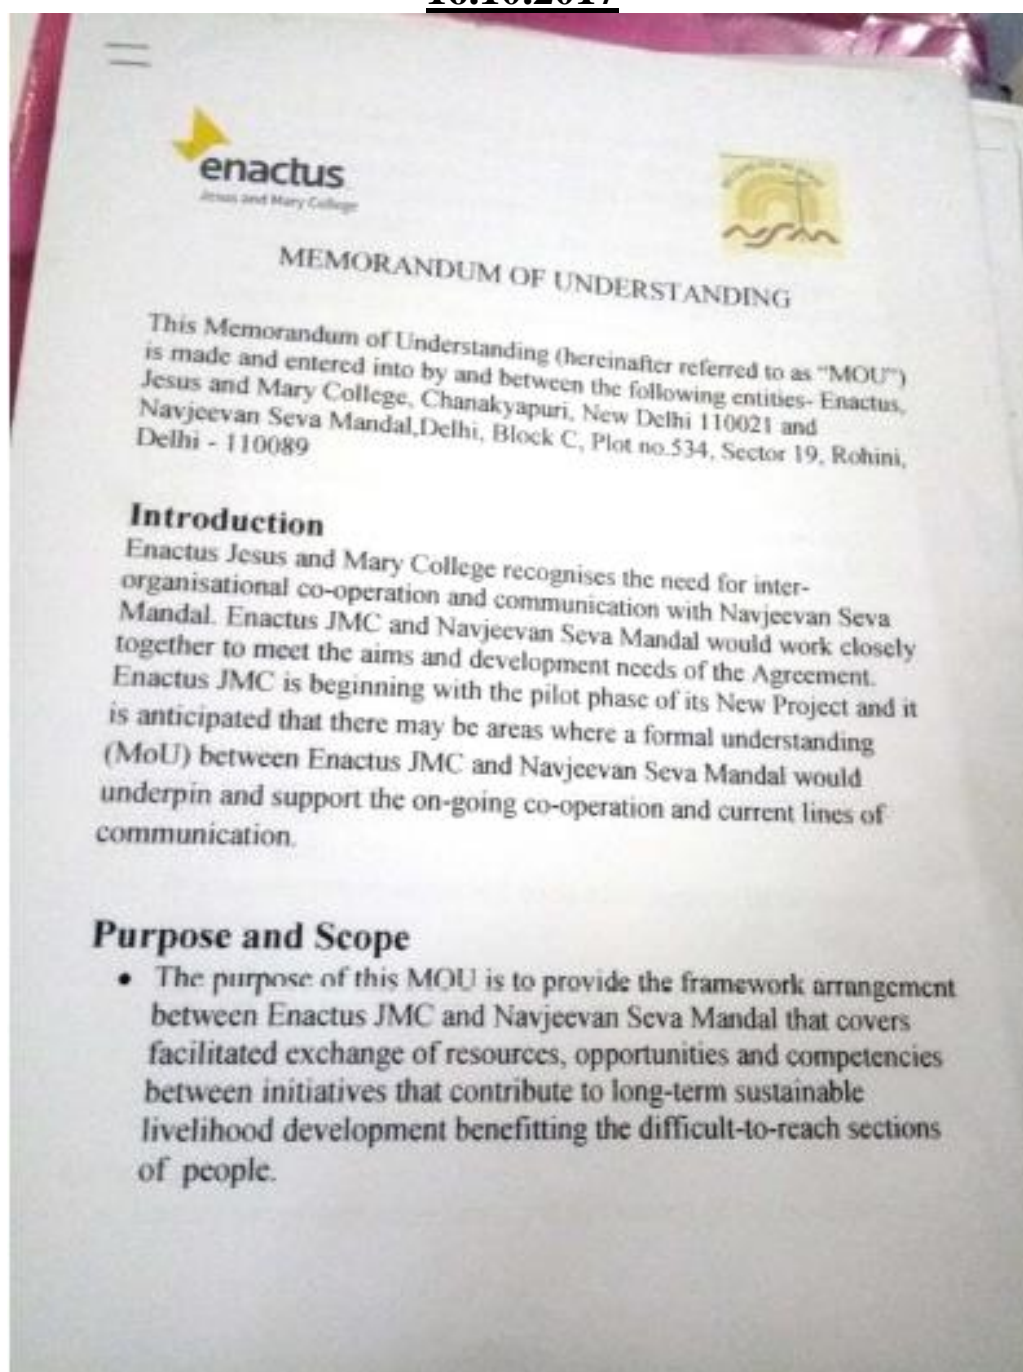 enactus
Jesus and Mary College
MEMORANDUM OF UNDERSTANDING
This Memorandum of Understanding (hereinafter referred to as "MOU")
is made and entered into by and between the following entities- Enactus,
Jesus and Mary College, Chanakyapuri, New Delhi 110021 and
Navjeevan Seva Mandal,Delhi, Block C, Plot no.534, Sector 19, Rohini,
Delhi - 110089
Introduction
Enactus Jesus and Mary College recognises the need for inter-
organisational co-operation and communication with Navjeevan Seva
Mandal. Enactus JMC and Navjeevan Seva Mandal would work closely
together to meet the aims and development needs of the Agreement.
Enactus JMC is beginning with the pilot phase of its New Project and it
is anticipated that there may be areas where a formal understanding
(MoU) between Enactus JMC and Navjeevan Seva Mandal would
underpin and support the on-going co-operation and current lines of
communication.
Purpose and Scope
• The purpose of this MOU is to provide the framework arrangement
between Enactus JMC and Navjeevan Seva Mandal that covers
facilitated exchange of resources, opportunities and competencies
between initiatives that contribute to long-term sustainable
livelihood development benefitting the difficult-to-reach sections
of people.